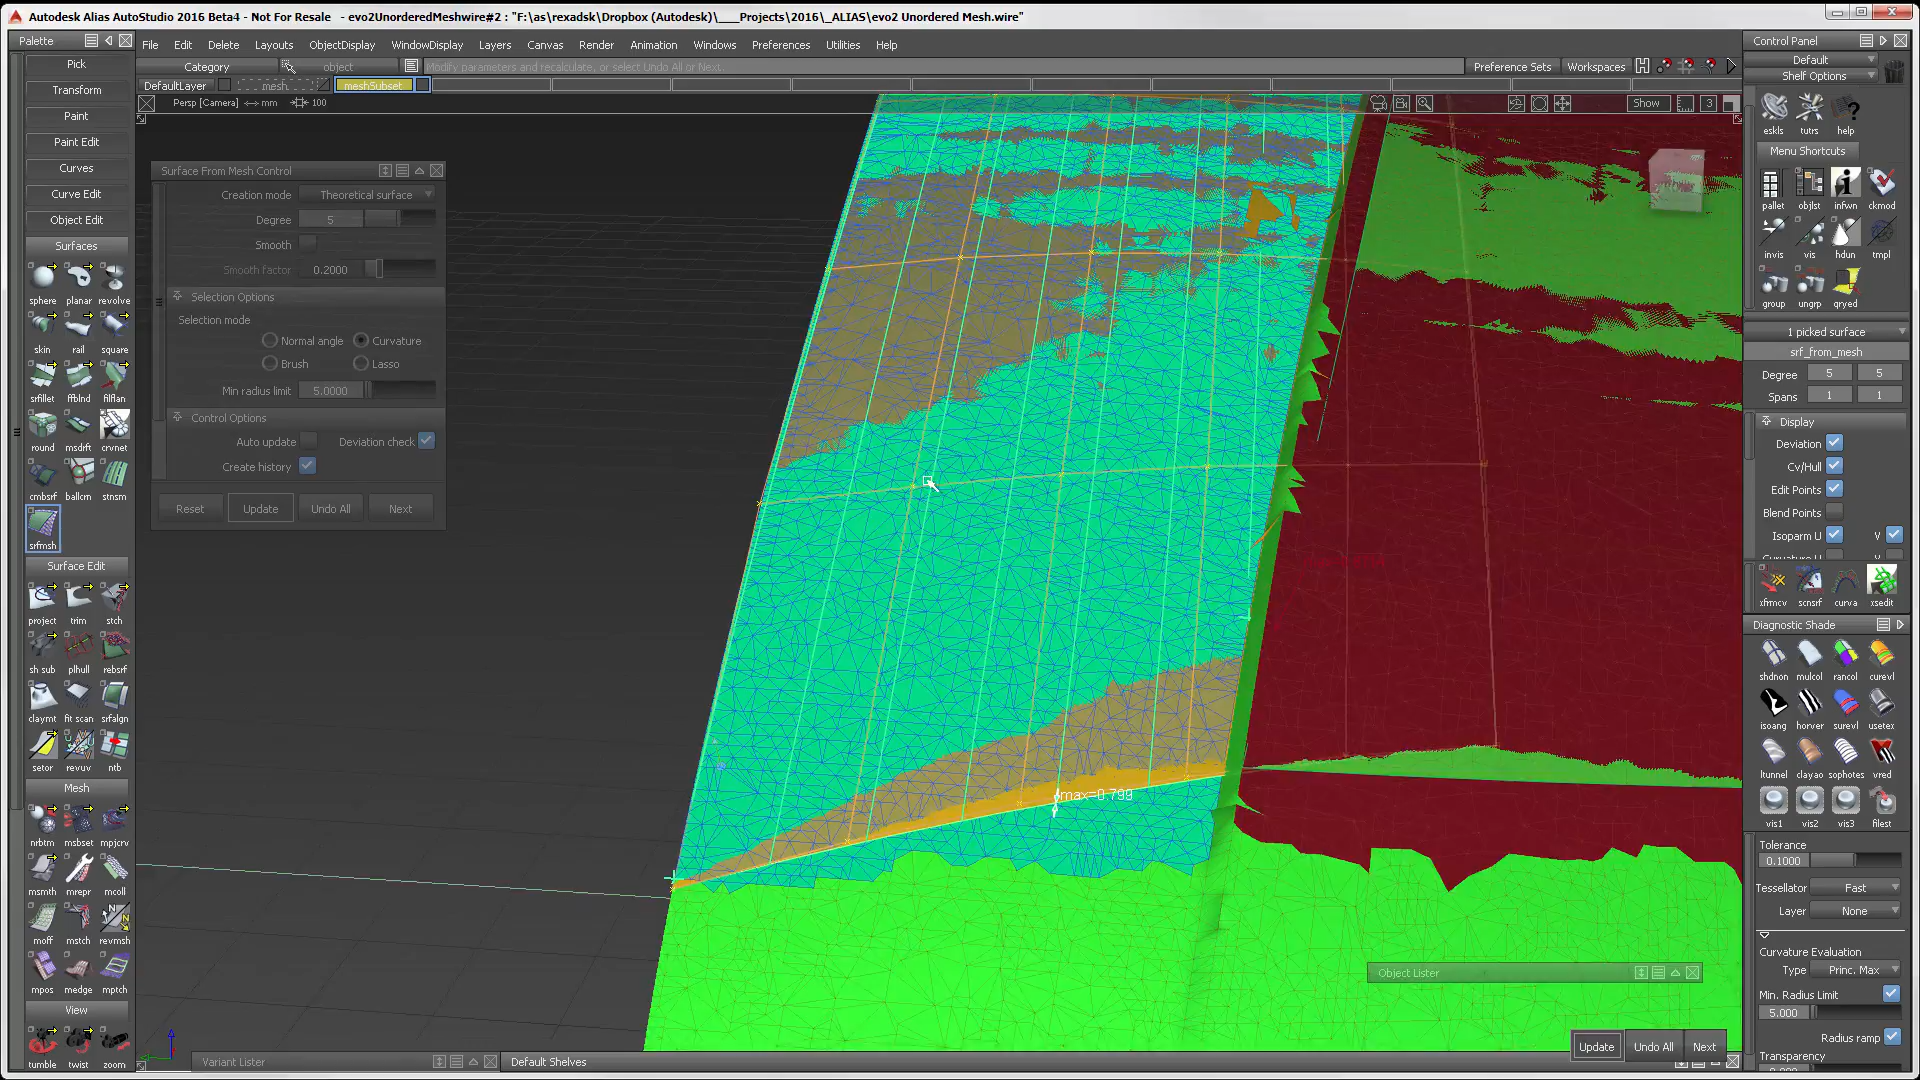 Autodesk Alias AutoStudio 2016 Beta4 - Not For Resale - evo2UnorderedMeshwire#2 : "F:\as\rexadsk\Dropbox (Autodesk)\___Projects\2016\_ALIAS\evo2 Unordered Mesh.wire"
Palette
File Edit Delete Layouts ObjectDisplay WindowDisplay Layers Canvas Render Animation Windows Preferences Utilities Help
Category object Modify parameters and recalculate, or select Undo All or Next.
Preference Sets Workspaces
DefaultLayer mesh meshSubset
Persp [Camera] mm 100
Show 3
Pick
Transform
Paint
Paint Edit
Curves
Curve Edit
Object Edit
Surfaces
sphere planar revolve
skin rail square
srfillet ffblnd filflan
round msdrft crvnet
cmbsrf ballcrn stnsrn
srfmsh
Surface Edit
project trim stch
sh sub plhull rebsrf
claymt fit scan srfalgn
setor revuv ntb
Mesh
nrbtm msbset mpjcrv
msmth mrepr mcoll
moff mstch revmsh
mpos medge mptch
View
tumble twist zoom
Surface From Mesh Control
Creation mode Theoretical surface
Degree 5
Smooth
Smooth factor 0.2000
Selection Options
Selection mode
Normal angle Curvature
Brush Lasso
Min radius limit 5.0000
Control Options
Auto update Deviation check
Create history
Reset Update Undo All Next
max=0.799
Object Lister
Update Undo All Next
Variant Lister
Default Shelves
Control Panel
Default
Shelf Options
eskls tutrs help
Menu Shortcuts
pallet objlst infwn ckmod
invis vis hdun tmpl
group ungrp qryed
1 picked surface
srf_from_mesh
Degree 5 5
Spans 1 1
Display
Deviation
Cv/Hull
Edit Points
Blend Points
Isoparm U V
xfrmcv scnsrf curva xsedit
Diagnostic Shade
shdnon mulcol rancol curevl
isoang horver surevl usetex
ltunnel clayao sophotes vred
vis1 vis2 vis3 filest
Tolerance
0.1000
Tessellator Fast
Layer None
Curvature Evaluation
Type Princ. Max
Min. Radius Limit
5.000
Radius ramp
Transparency